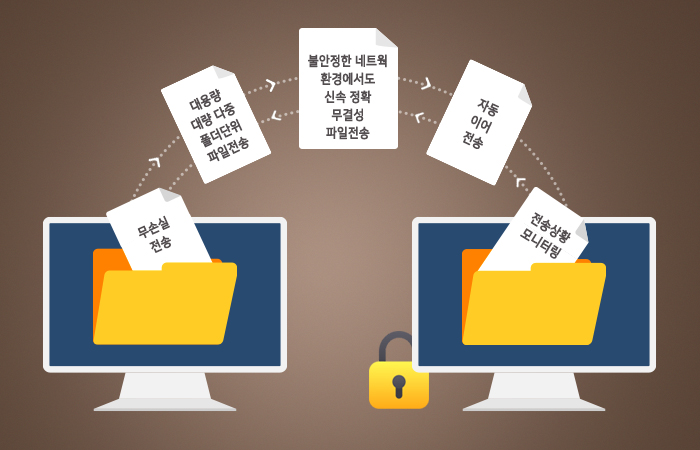 무손실
전송
대용량
대량 다중
폴더단위
파일전송
불안정한 네트웍
환경에서도
신속 정확
무결성
파일전송
자동
이어
전송
전송상황
모니터링